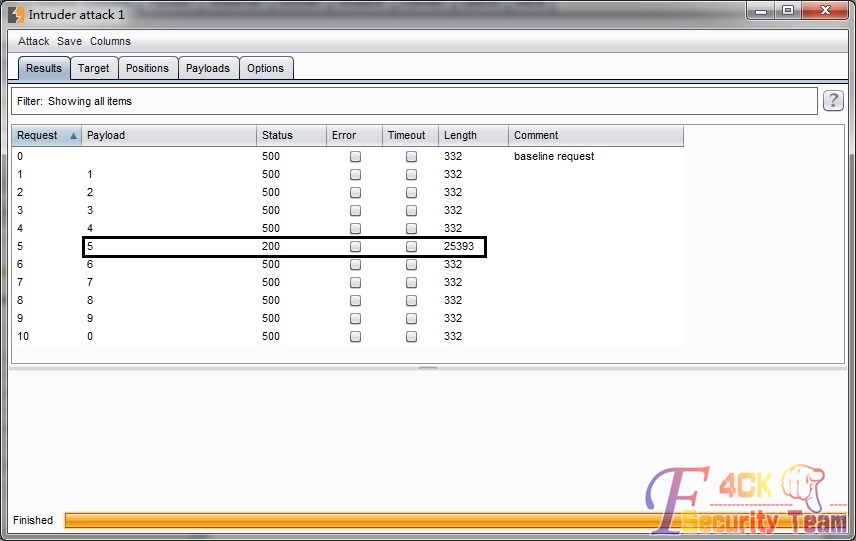 Intruder attack 1
Attack Save Columns
Results Target Positions Payloads Options
Filter: Showing all items ?
Request Payload Status Error Timeout Length Comment
0 500 332 baseline request
1 1 500 332
2 2 500 332
3 3 500 332
4 4 500 332
5 5 200 25393
6 6 500 332
7 7 500 332
8 8 500 332
9 9 500 332
10 0 500 332
Finished
F4CK
Security Team